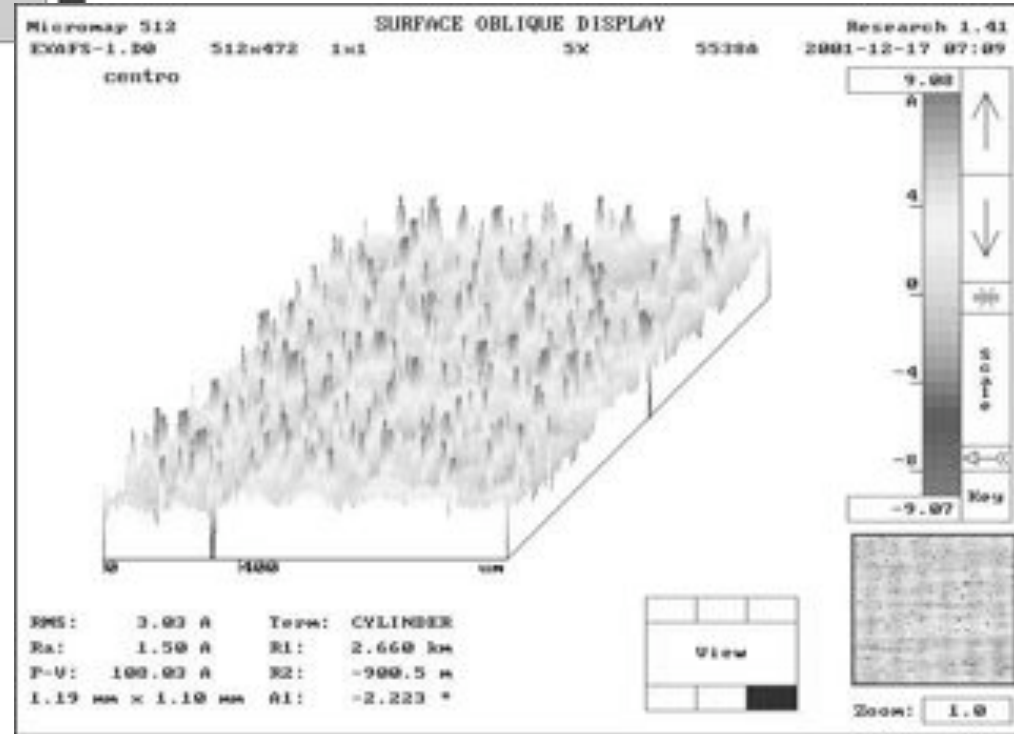 Micromap 512 SURFACE OBLIQUE DISPLAY Research 1.41
EXAFS-1.D0 512x472 1x1 5X 5538A 2001-12-17 07:09
centro
9.08
A
4
0
-4
-8
-9.07
Scale
Key
0 400 um
RMS: 3.03 A Term: CYLINDER
Ra: 1.50 A R1: 2.660 km
P-V: 108.03 A R2: -900.5 m
1.19 mm x 1.10 mm A1: -2.223 °
View
Zoom: 1.0